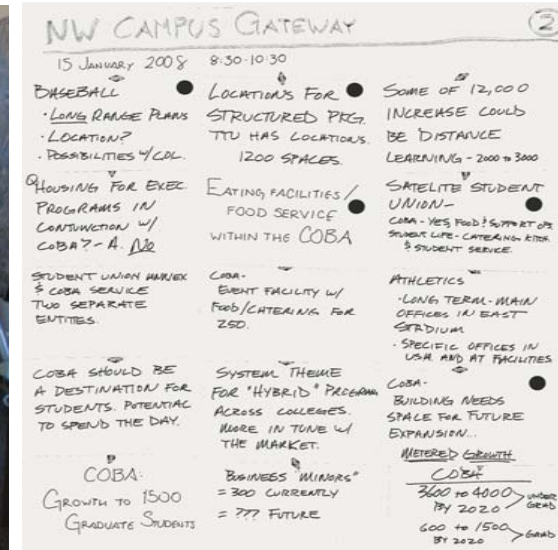 NW CAMPUS GATEWAY
2
15 JANUARY 2008 8:30-10:30
BASEBALL
· LONG RANGE PLANS
· LOCATION?
· POSSIBILITIES W/COL.
LOCATIONS FOR
STRUCTURED PKG.
TTU HAS LOCATIONS.
1200 SPACES.
SOME OF 12,000
INCREASE COULD
BE DISTANCE
LEARNING - 2000 to 3000
Q HOUSING FOR EXEC.
PROGRAMS IN
CONJUNCTION W/
COBA? - A. NO
EATING FACILITIES/
FOOD SERVICE
WITHIN THE COBA
SATELITE STUDENT
UNION-
COBA - YES, FOOD & SUPPORT OPS
STUDENT LIFE - CATERING KITCH.
& STUDENT SERVICE.
STUDENT UNION ANNEX
& COBA SERVICE
TWO SEPARATE
ENTITIES.
COBA-
EVENT FACILITY W/
FOOD/CATERING FOR
250.
ATHLETICS
· LONG TERM - MAIN
OFFICES IN EAST
STADIUM
· SPECIFIC OFFICES IN
USA AND AT FACILITIES
COBA SHOULD BE
A DESTINATION FOR
STUDENTS. POTENTIAL
TO SPEND THE DAY.
SYSTEM THEME
FOR "HYBRID" PROGRAM
ACROSS COLLEGES.
MORE IN TUNE W/
THE MARKET.
COBA-
BUILDING NEEDS
SPACE FOR FUTURE
EXPANSION...
METERED GROWTH
COBA-
GROWTH TO 1500
GRADUATE STUDENTS
BUSINESS "MINORS"
= 300 CURRENTLY
= ??? FUTURE
COBA
3600 to 4000 UNDER
BY 2020 GRAD
600 to 1500 GRAD
BY 2020